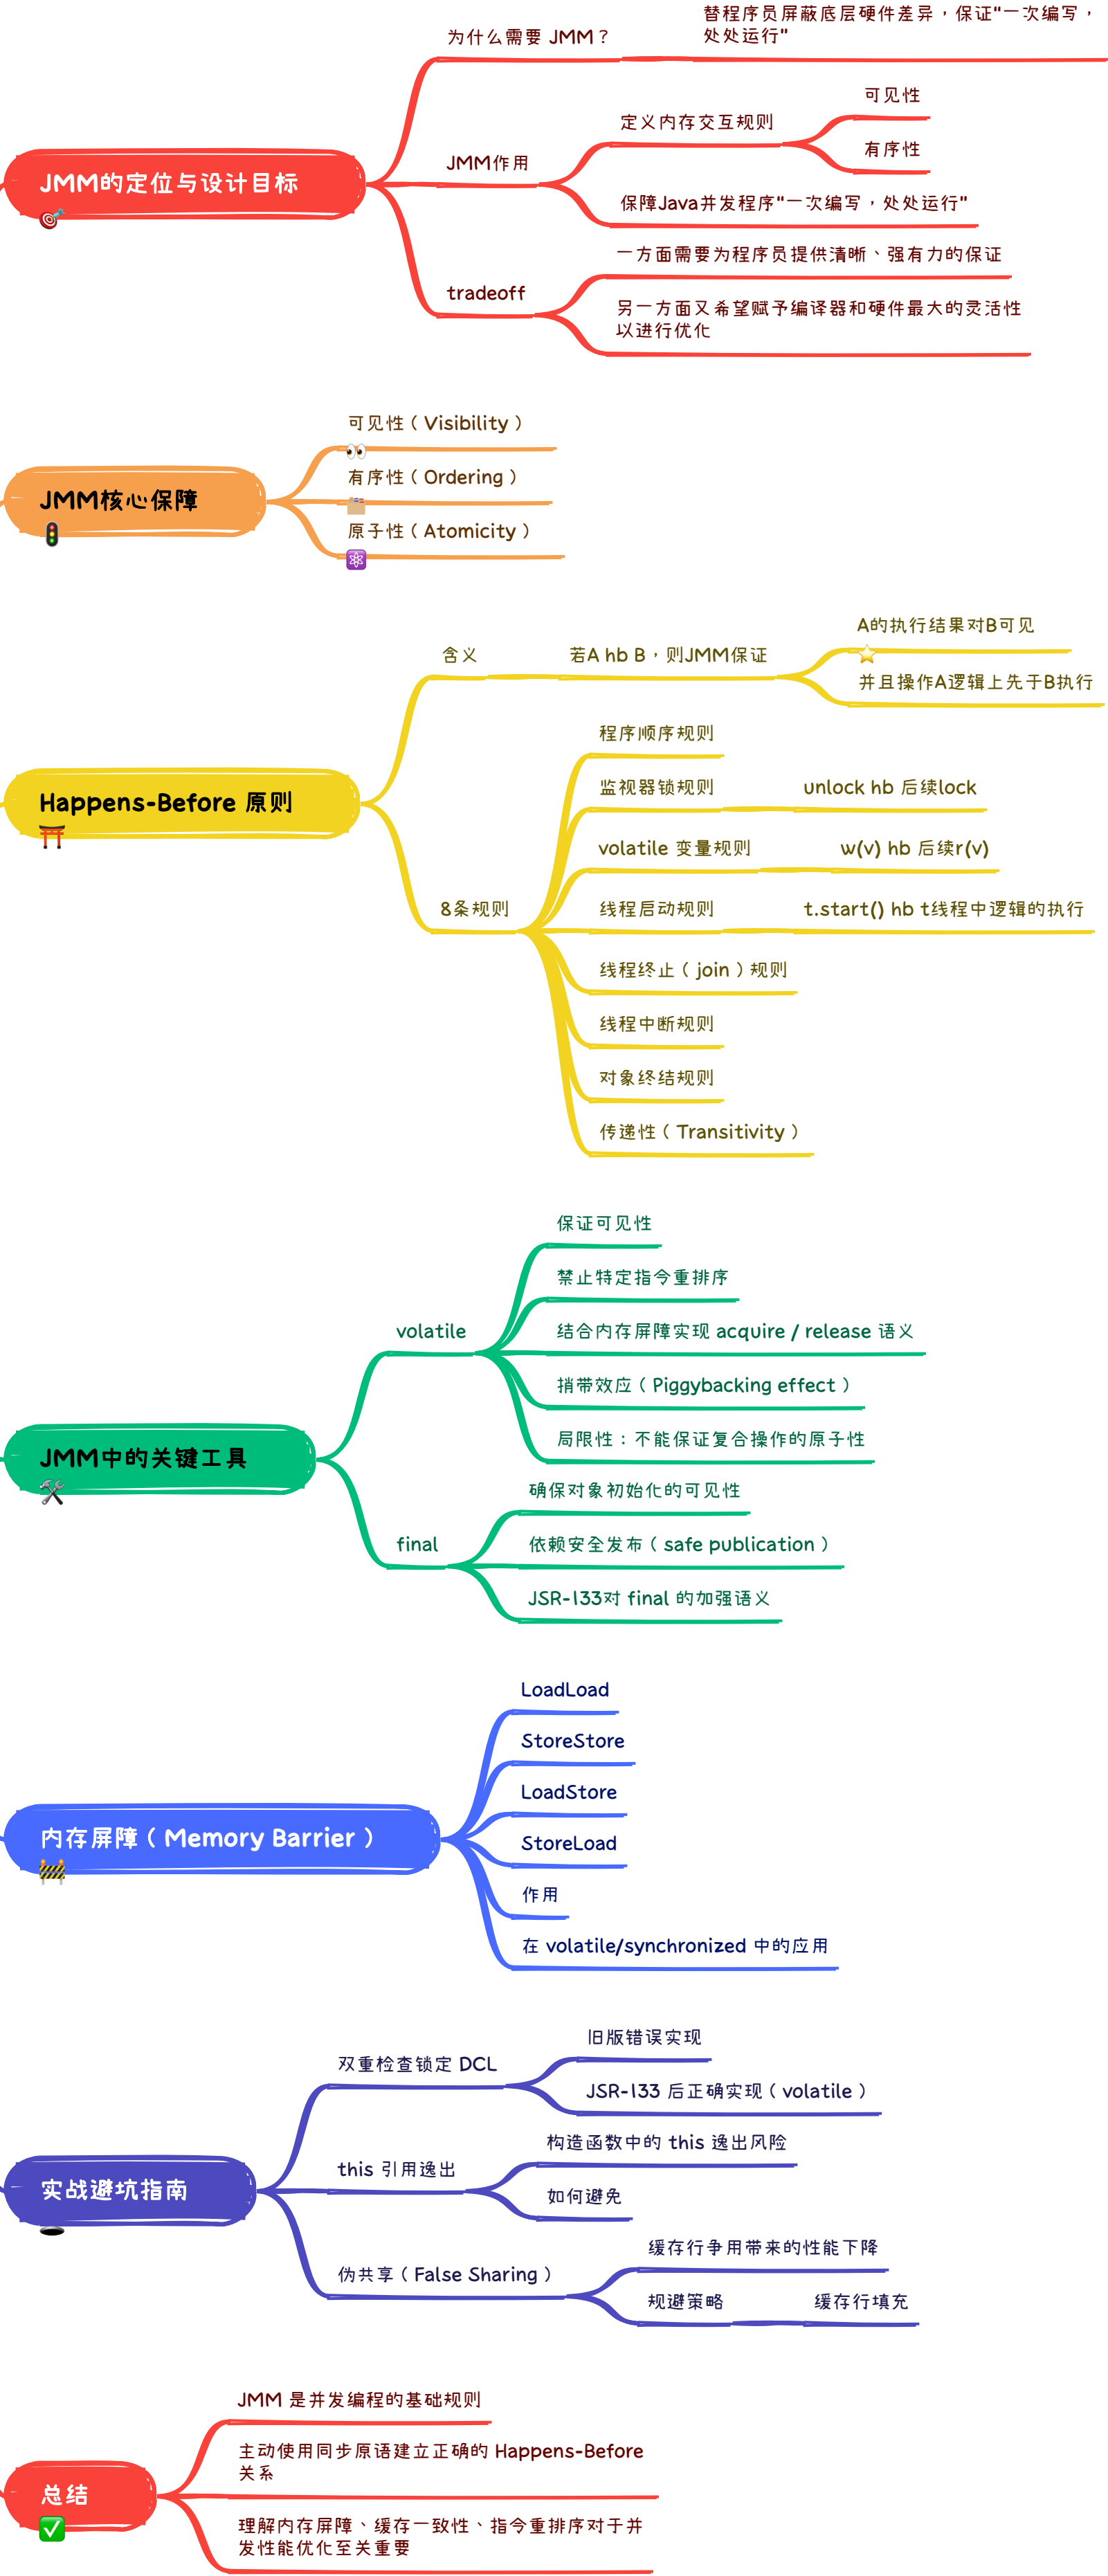 替程序员屏蔽底层硬件差异，保证"一次编写，
处处运行"
为什么需要 JMM？
可见性
定义内存交互规则
有序性
JMM作用
JMM的定位与设计目标
保障Java并发程序"一次编写，处处运行"
一方面需要为程序员提供清晰、强有力的保证
tradeoff
另一方面又希望赋予编译器和硬件最大的灵活性
以进行优化
可见性（Visibility）
有序性（Ordering）
JMM核心保障
原子性（Atomicity）
A的执行结果对B可见
含义
若A hb B，则JMM保证
并且操作A逻辑上先于B执行
程序顺序规则
监视器锁规则
unlock hb 后续lock
Happens-Before 原则
volatile 变量规则
w(v) hb 后续r(v)
8条规则
线程启动规则
t.start() hb t线程中逻辑的执行
线程终止（join）规则
线程中断规则
对象终结规则
传递性（Transitivity）
保证可见性
禁止特定指令重排序
volatile
结合内存屏障实现 acquire / release 语义
捎带效应（Piggybacking effect）
局限性：不能保证复合操作的原子性
JMM中的关键工具
确保对象初始化的可见性
final
依赖安全发布（safe publication）
JSR-133对 final 的加强语义
LoadLoad
StoreStore
LoadStore
内存屏障（Memory Barrier）
StoreLoad
作用
在 volatile/synchronized 中的应用
旧版错误实现
双重检查锁定 DCL
JSR-133 后正确实现（volatile）
构造函数中的 this 逸出风险
this 引用逸出
实战避坑指南
如何避免
缓存行争用带来的性能下降
伪共享（False Sharing）
规避策略
缓存行填充
JMM 是并发编程的基础规则
主动使用同步原语建立正确的 Happens-Before
关系
总结
理解内存屏障、缓存一致性、指令重排序对于并
发性能优化至关重要